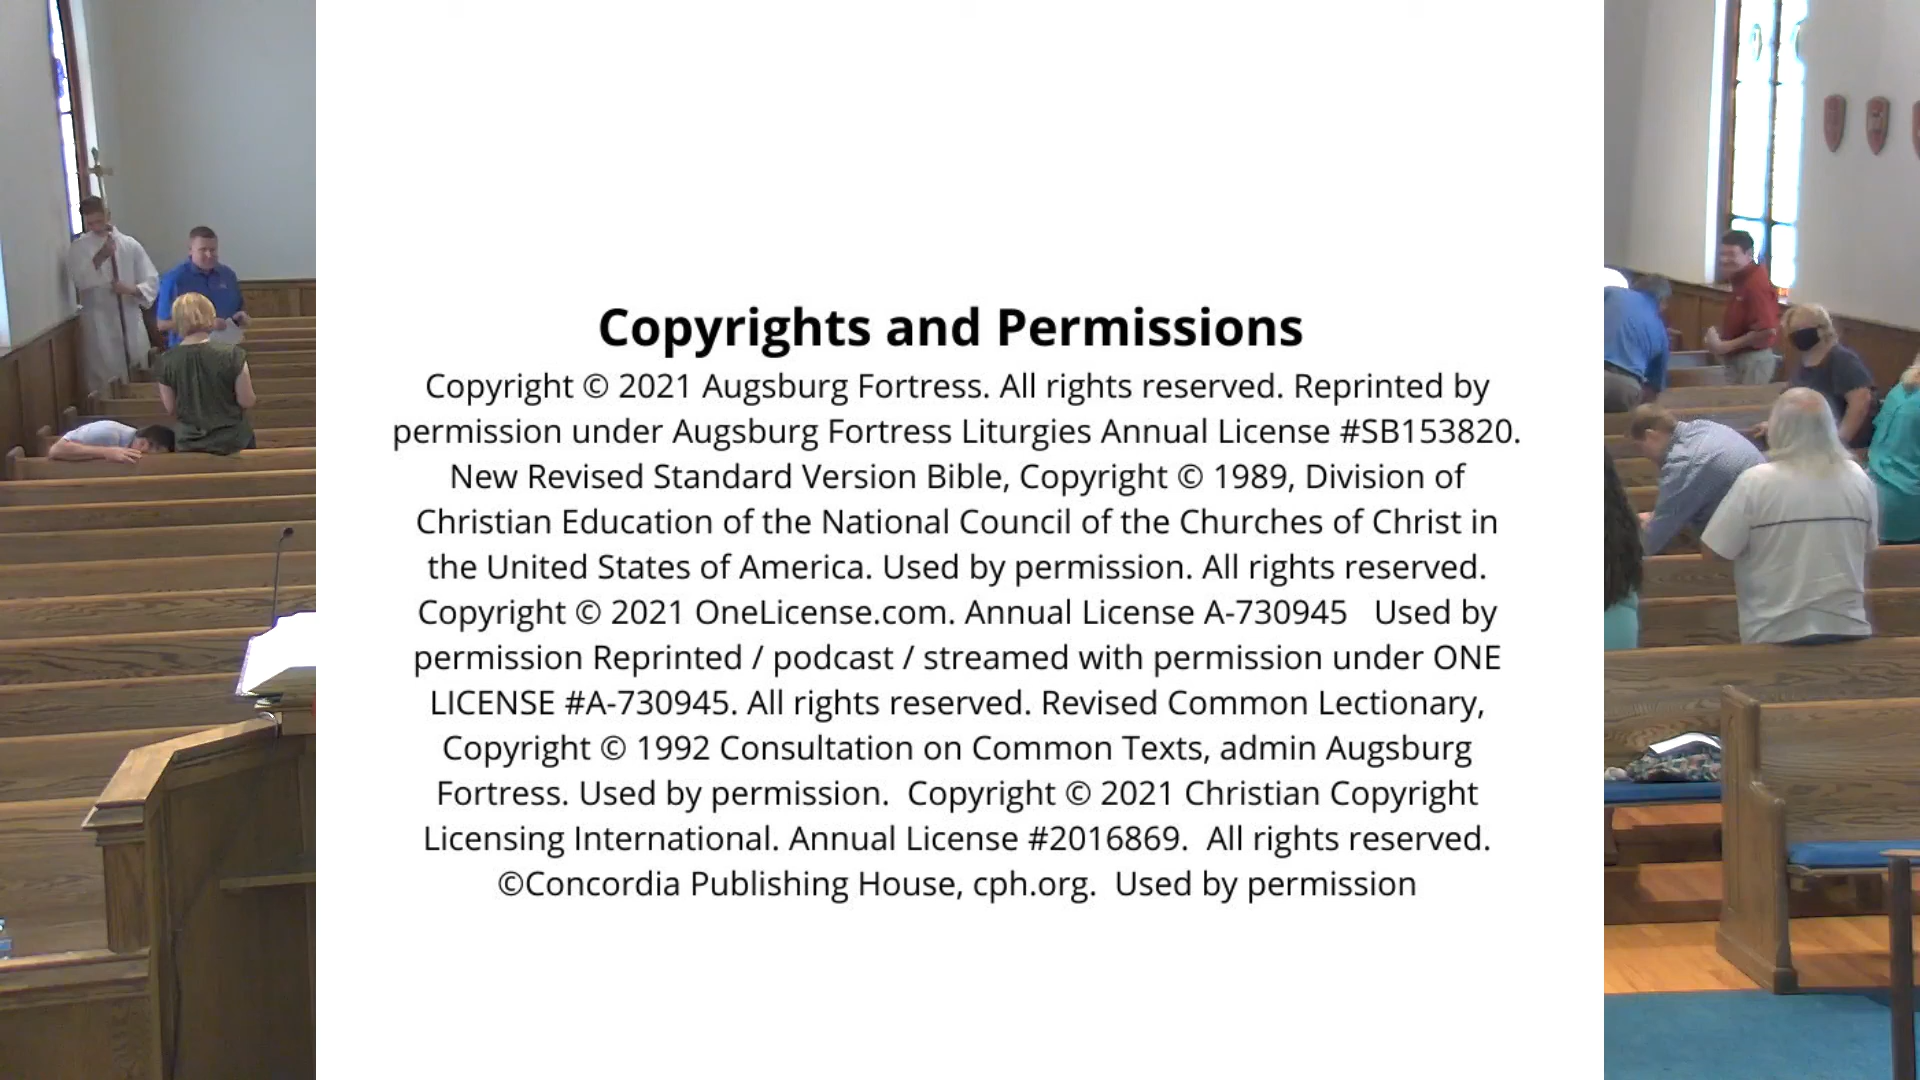 Copyrights and Permissions
Copyright © 2021 Augsburg Fortress. All rights reserved. Reprinted by
permission under Augsburg Fortress Liturgies Annual License #SB153820.
New Revised Standard Version Bible, Copyright © 1989, Division of
Christian Education of the National Council of the Churches of Christ in
the United States of America. Used by permission. All rights reserved.
Copyright © 2021 OneLicense.com. Annual License A-730945   Used by
permission Reprinted / podcast / streamed with permission under ONE
LICENSE #A-730945. All rights reserved. Revised Common Lectionary,
Copyright © 1992 Consultation on Common Texts, admin Augsburg
Fortress. Used by permission.  Copyright © 2021 Christian Copyright
Licensing International. Annual License #2016869.  All rights reserved.
©Concordia Publishing House, cph.org.  Used by permission